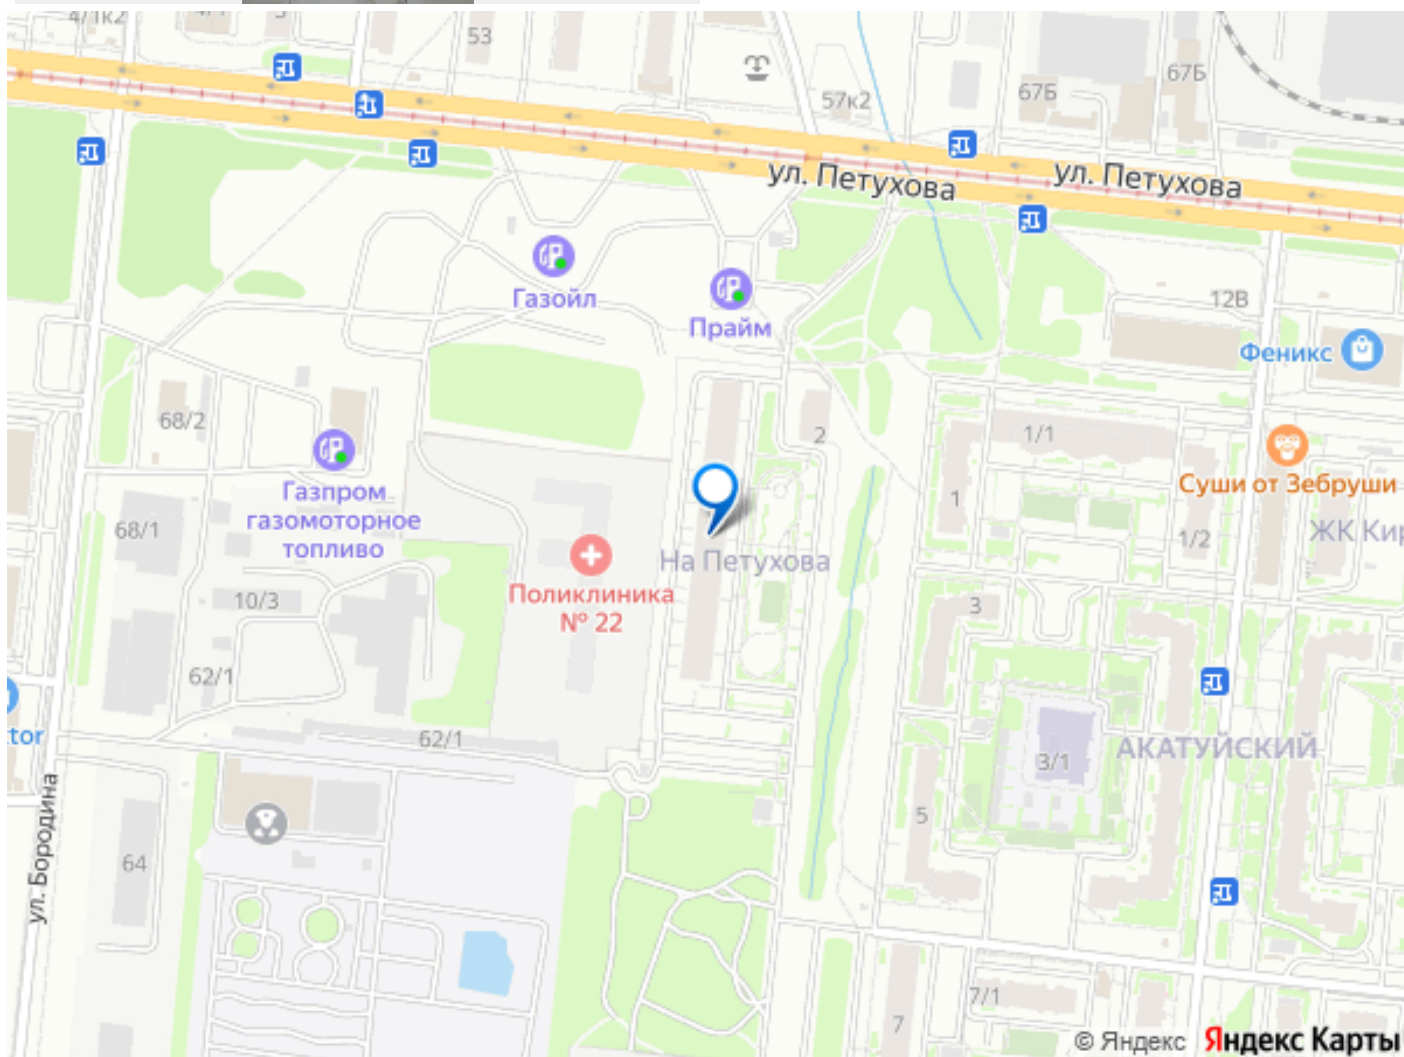 53
57к2
67Б
67Б
ул. Петухова
ул. Петухова
Газойл
Прайм
12В
Феникс
68/2
2
1/1
Газпром
газомоторное
топливо
Суши от Зебруши
68/1
1
1/2
ЖК Кир
На Петухова
Поликлиника
№ 22
10/3
3
62/1
ctor
62/1
АКАТУЙСКИЙ
3/1
5
64
ул. Бородина
7/1
7
© Яндекс Яндекс Карты